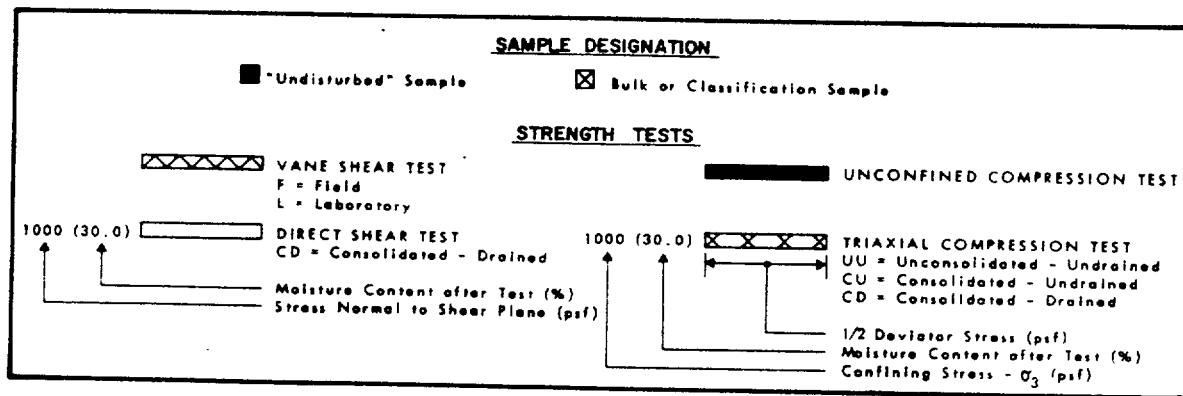 SAMPLE DESIGNATION
"Undisturbed" Sample
Bulk or Classification Sample
STRENGTH TESTS
VANE SHEAR TEST
F = Field
L = Laboratory
1000 (30.0)
DIRECT SHEAR TEST
CD = Consolidated - Drained
Moisture Content after Test (%)
Stress Normal to Shear Plane (psf)
UNCONFINED COMPRESSION TEST
1000 (30.0)
TRIAXIAL COMPRESSION TEST
UU = Unconsolidated - Undrained
CU = Consolidated - Undrained
CD = Consolidated - Drained
1/2 Deviator Stress (psf)
Moisture Content after Test (%)
Confining Stress - σ3 (psf)